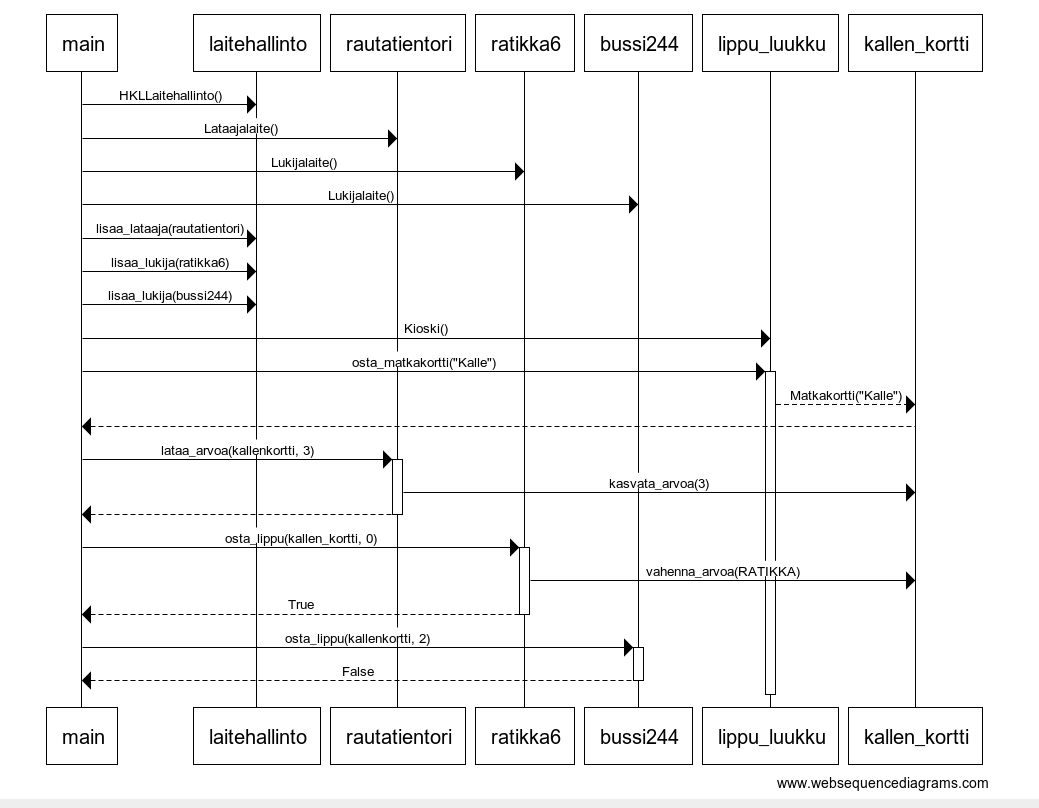 main laitehallinto rautatientori ratikka6 bussi244 lippu_luukku kallen_kortti
HKLLaitehallinto()
Lataajalaite()
Lukijalaite()
Lukijalaite()
lisaa_lataaja(rautatientori)
lisaa_lukija(ratikka6)
lisaa_lukija(bussi244)
Kioski()
osta_matkakortti("Kalle")
Matkakortti("Kalle")
lataa_arvoa(kallenkortti, 3)
kasvata_arvoa(3)
osta_lippu(kallen_kortti, 0)
vahenna_arvoa(RATIKKA)
True
osta_lippu(kallenkortti, 2)
False
main laitehallinto rautatientori ratikka6 bussi244 lippu_luukku kallen_kortti
www.websequencediagrams.com